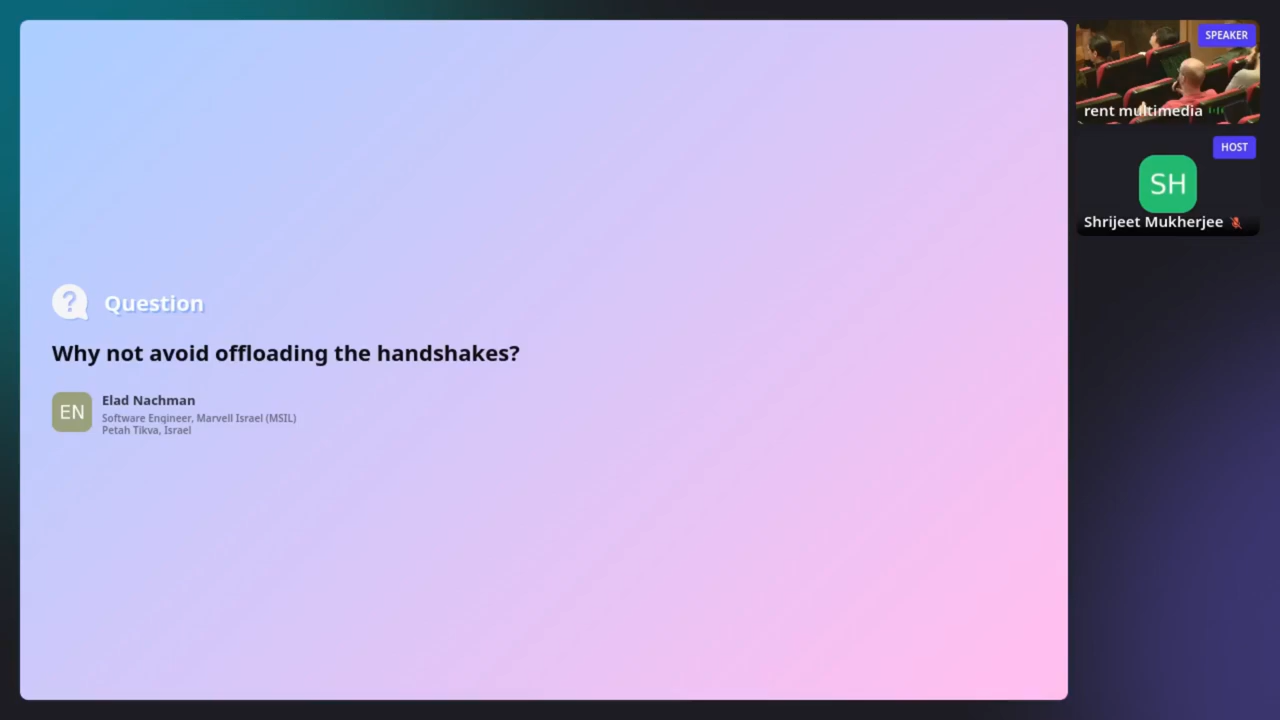 Question
Why not avoid offloading the handshakes?
EN
Elad Nachman
Software Engineer, Marvell Israel (MSIL)
Petah Tikva, Israel
SPEAKER
rent multimedia
HOST
SH
Shrijeet Mukherjee